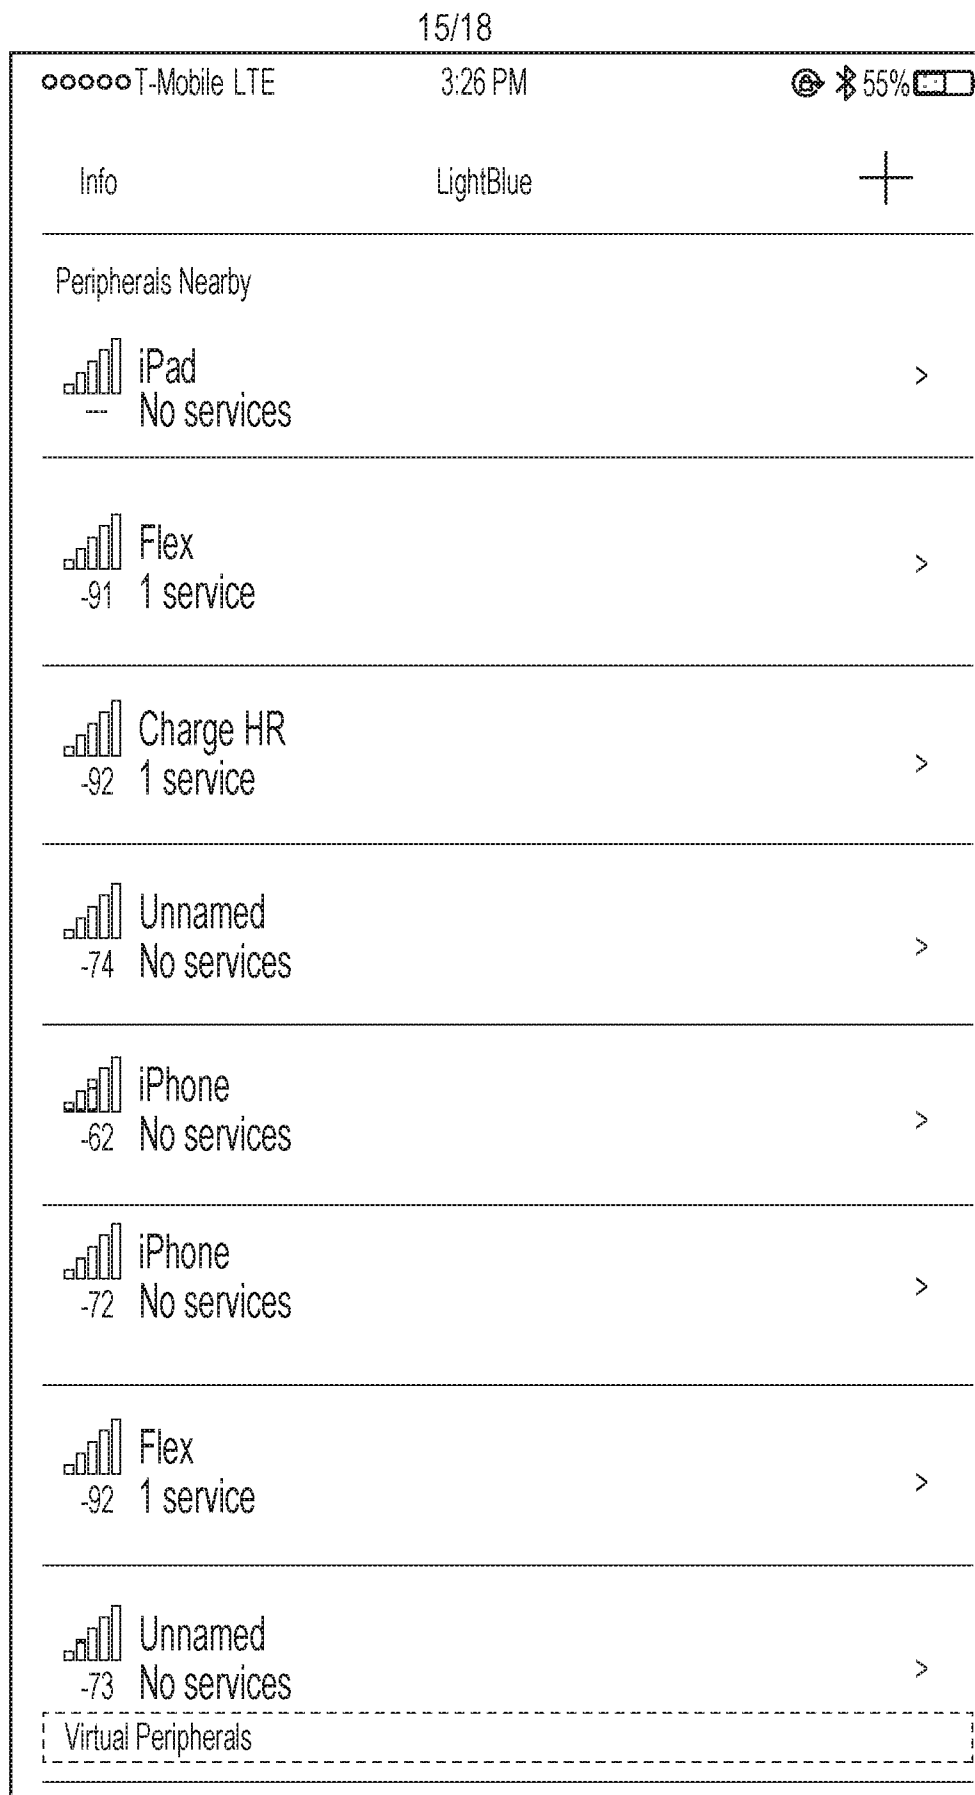 15/18
ooooo T-Mobile LTE 3:26 PM 55%
Info LightBlue +
Peripherals Nearby
iPad >
--- No services
Flex >
-91 1 service
Charge HR >
-92 1 service
Unnamed >
-74 No services
iPhone >
-62 No services
iPhone >
-72 No services
Flex >
-92 1 service
Unnamed >
-73 No services
Virtual Peripherals